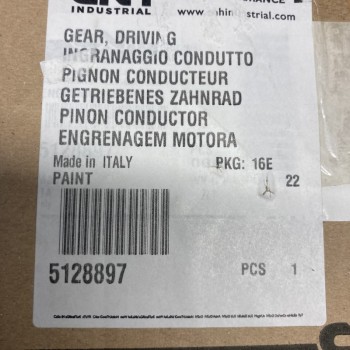 INDUSTRIAL
GEAR, DRIVING
INGRANAGGIO CONDUTTO
PIGNON CONDUCTEUR
GETRIEBENES ZAHNRAD
PINON CONDUCTOR
ENGRENAGEM MOTORA
Made in ITALY PKG: 16E
PAINT 22
5128897 PCS 1